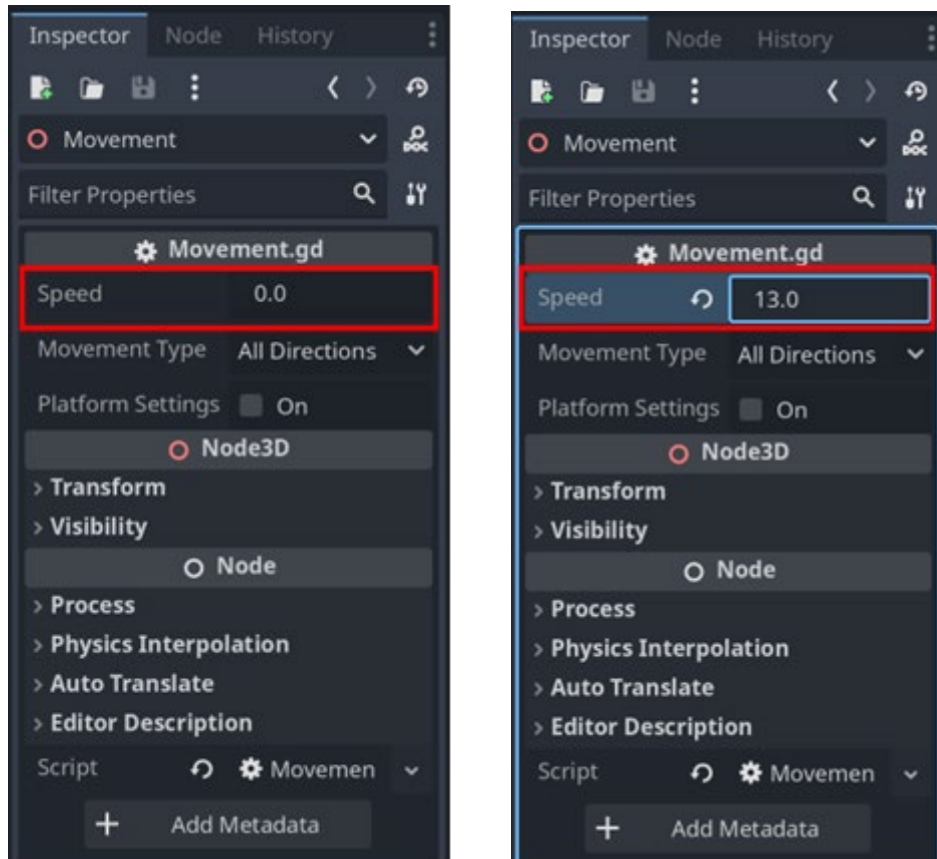 Inspector Node History
Movement
DOC
Filter Properties
Movement.gd
Speed 0.0
Movement Type All Directions
Platform Settings On
Node3D
Transform
Visibility
Node
Process
Physics Interpolation
Auto Translate
Editor Description
Script Movemen
+ Add Metadata
Inspector Node History
Movement
DOC
Filter Properties
Movement.gd
Speed 13.0
Movement Type All Directions
Platform Settings On
Node3D
Transform
Visibility
Node
Process
Physics Interpolation
Auto Translate
Editor Description
Script Movemen
+ Add Metadata